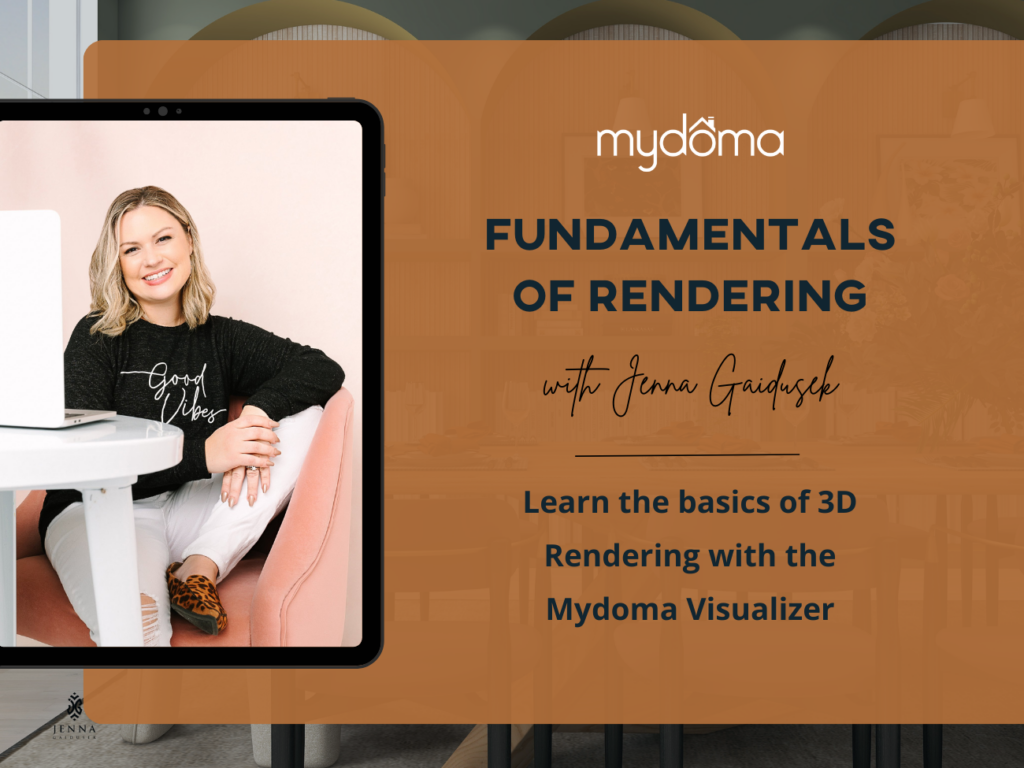 mydoma
FUNDAMENTALS
OF RENDERING
with Jenna Gaidusek
Good
Vibes
Learn the basics of 3D
Rendering with the
Mydoma Visualizer
JENNA
GAIDUSEK